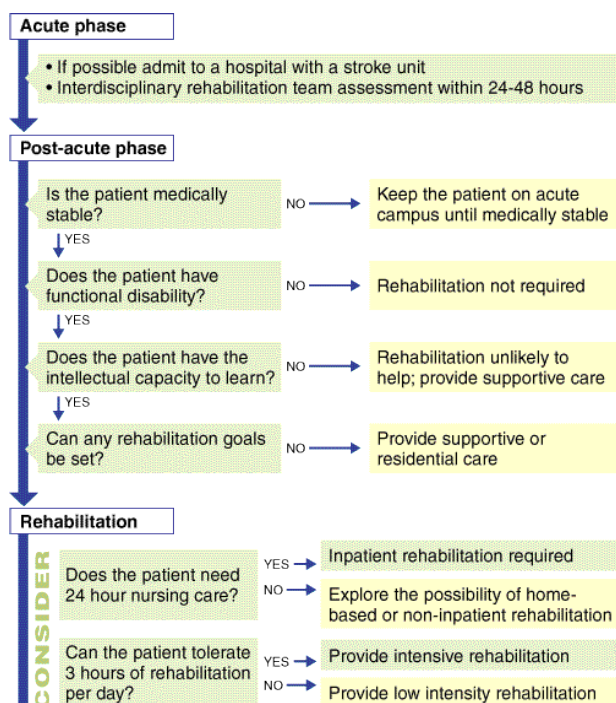 Acute phase
• If possible admit to a hospital with a stroke unit
• Interdisciplinary rehabilitation team assessment within 24-48 hours
Post-acute phase
Is the patient medically
stable?
NO
Keep the patient on acute
campus until medically stable
YES
Does the patient have
functional disability?
NO
Rehabilitation not required
YES
Does the patient have the
intellectual capacity to learn?
NO
Rehabilitation unlikely to
help; provide supportive care
YES
Can any rehabilitation goals
be set?
NO
Provide supportive or
residential care
Rehabilitation
CONSIDER
Does the patient need
24 hour nursing care?
YES
Inpatient rehabilitation required
NO
Explore the possibility of home-
based or non-inpatient rehabilitation
Can the patient tolerate
3 hours of rehabilitation
per day?
YES
Provide intensive rehabilitation
NO
Provide low intensity rehabilitation